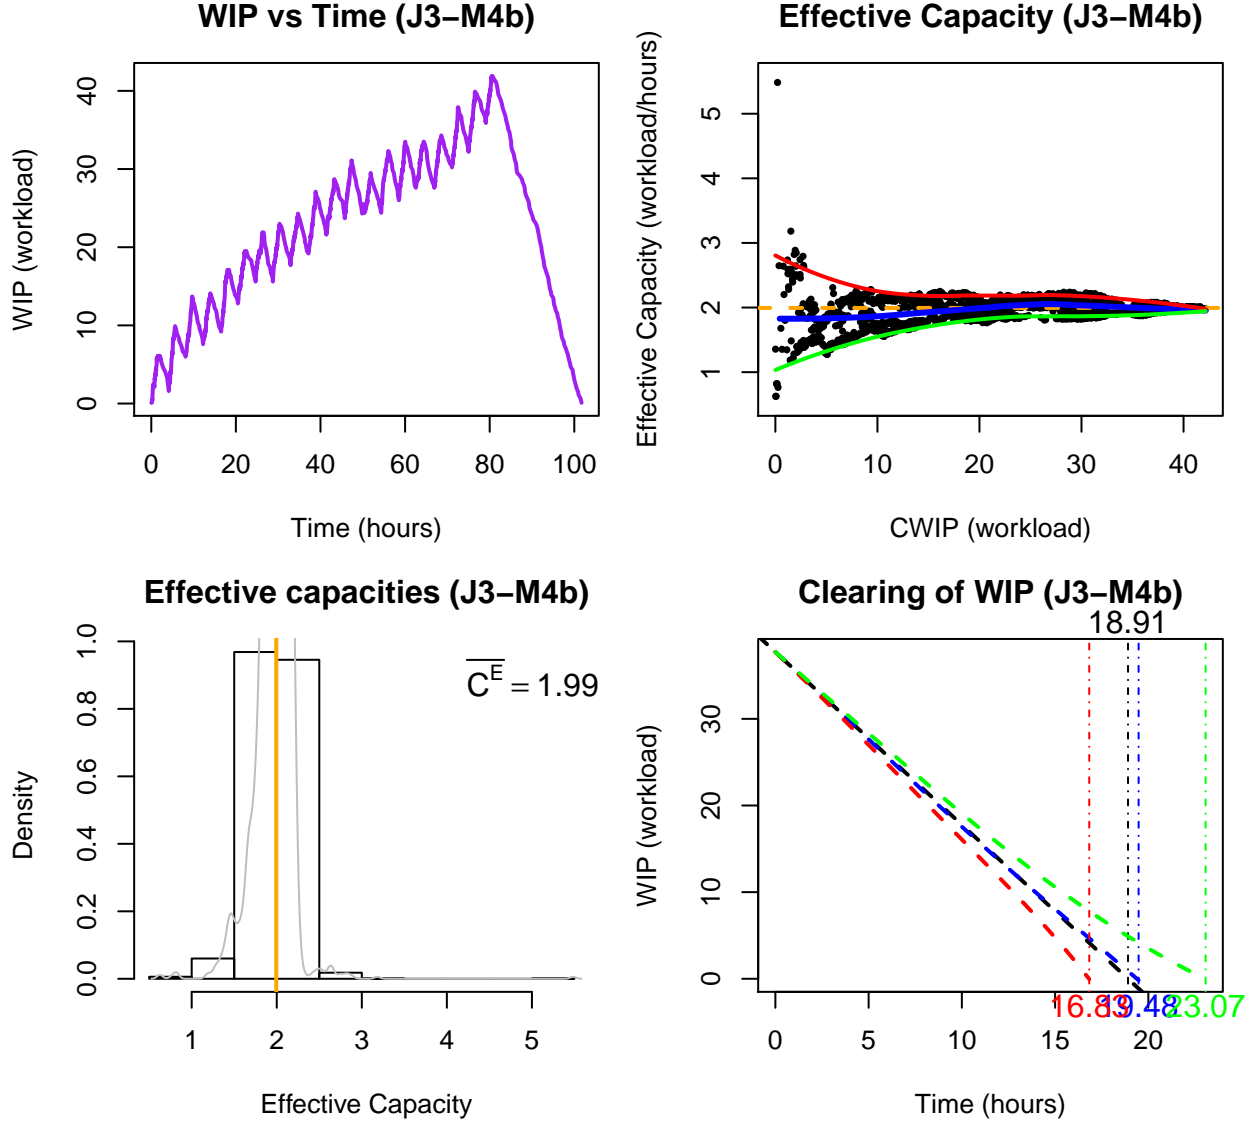 WIP vs Time (J3−M4b)
WIP (workload)
0 10 20 30 40
0 20 40 60 80 100
Time (hours)
Effective Capacity (J3−M4b)
Effective Capacity (workload/hours)
1 2 3 4 5
0 10 20 30 40
CWIP (workload)
Effective capacities (J3−M4b)
Density
0.0 0.2 0.4 0.6 0.8 1.0
C^E = 1.99
1 2 3 4 5
Effective Capacity
Clearing of WIP (J3−M4b)
18.91
WIP (workload)
0 10 20 30
16.83 19.48 23.07
0 5 10 15 20
Time (hours)